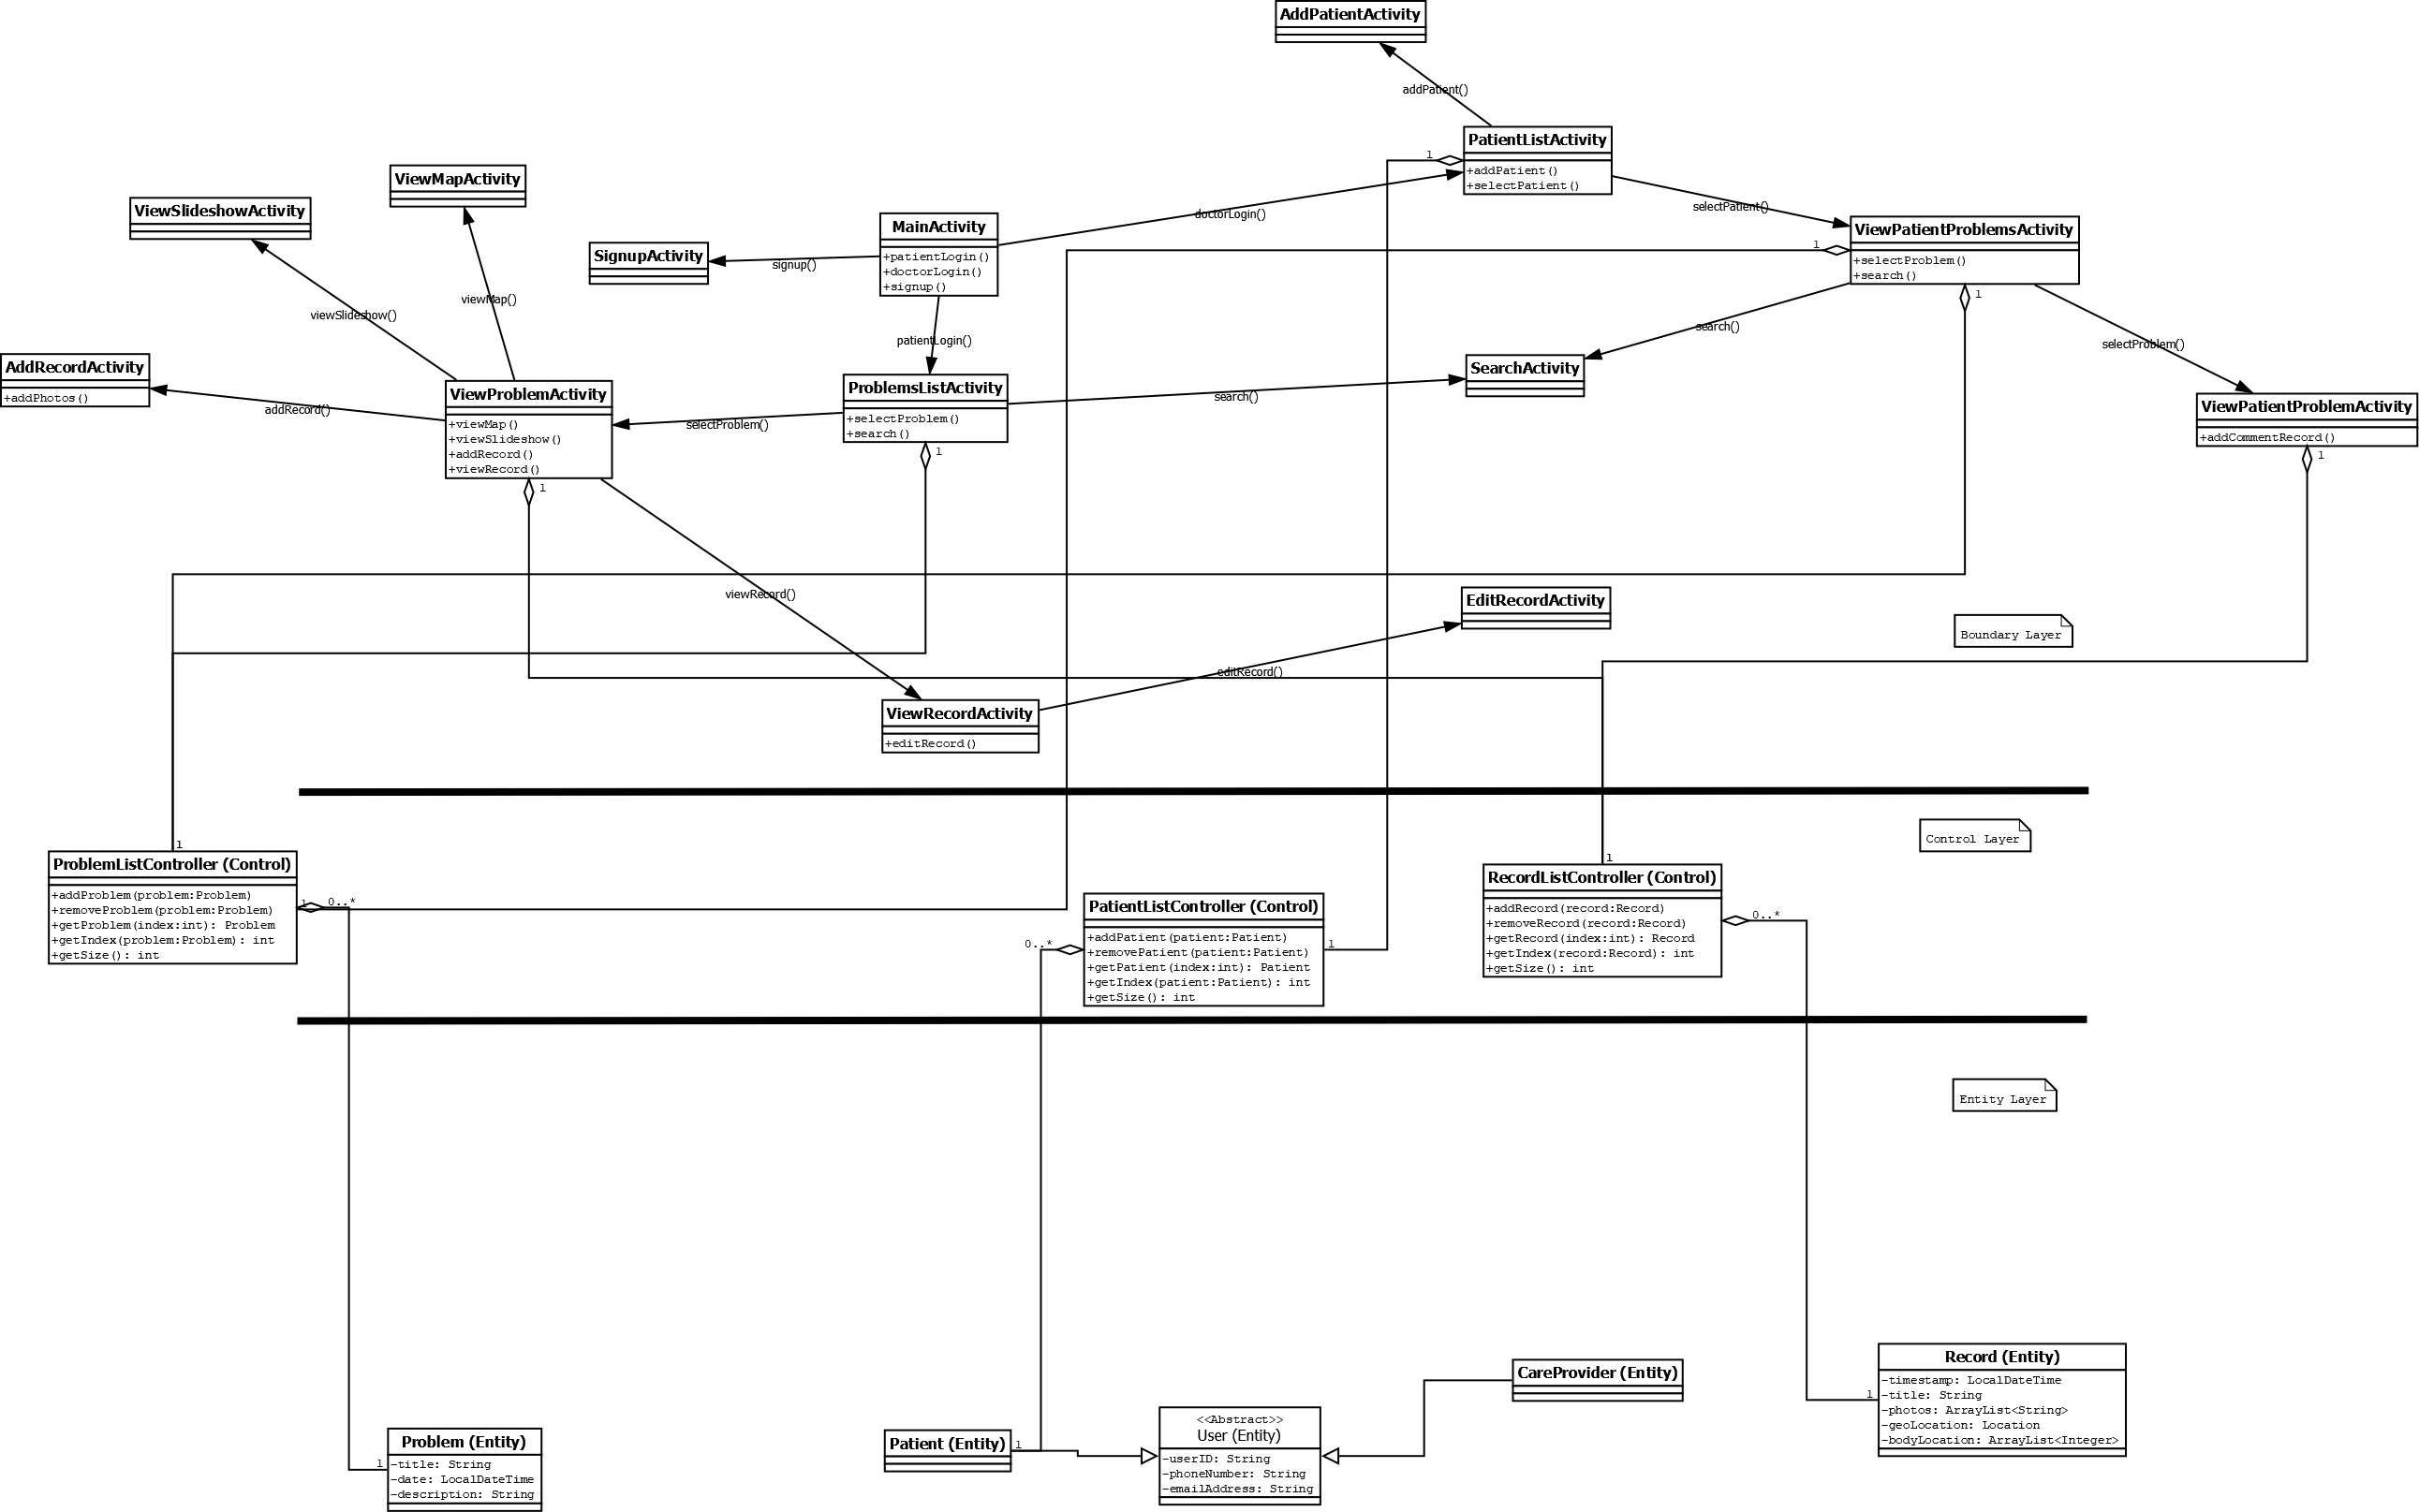 AddPatientActivity
addPatient()
PatientListActivity
+addPatient()
+selectPatient()
1
ViewMapActivity
ViewSlideshowActivity
MainActivity
+patientLogin()
+doctorLogin()
+signup()
doctorLogin()
selectPatient()
ViewPatientProblemsActivity
+selectProblem()
+search()
1
1
SignupActivity
signup()
viewMap()
viewSlideshow()
patientLogin()
search()
selectProblem()
AddRecordActivity
+addPhotos()
addRecord()
ViewProblemActivity
+viewMap()
+viewSlideshow()
+addRecord()
+viewRecord()
1
selectProblem()
ProblemsListActivity
+selectProblem()
+search()
1
search()
SearchActivity
ViewPatientProblemActivity
+addCommentRecord()
1
viewRecord()
EditRecordActivity
Boundary Layer
editRecord()
ViewRecordActivity
+editRecord()
Control Layer
1
ProblemListController (Control)
+addProblem(problem:Problem)
+removeProblem(problem:Problem)
+getProblem(index:int): Problem
+getIndex(problem:Problem): int
+getSize(): int
1
0..*
PatientListController (Control)
+addPatient(patient:Patient)
+removePatient(patient:Patient)
+getPatient(index:int): Patient
+getIndex(patient:Patient): int
+getSize(): int
0..*
1
1
RecordListController (Control)
+addRecord(record:Record)
+removeRecord(record:Record)
+getRecord(index:int): Record
+getIndex(record:Record): int
+getSize(): int
0..*
Entity Layer
Problem (Entity)
-title: String
-date: LocalDateTime
-description: String
1
Patient (Entity)
1
<<Abstract>>
User (Entity)
-userID: String
-phoneNumber: String
-emailAddress: String
CareProvider (Entity)
Record (Entity)
-timestamp: LocalDateTime
-title: String
-photos: ArrayList<String>
-geoLocation: Location
-bodyLocation: ArrayList<Integer>
1